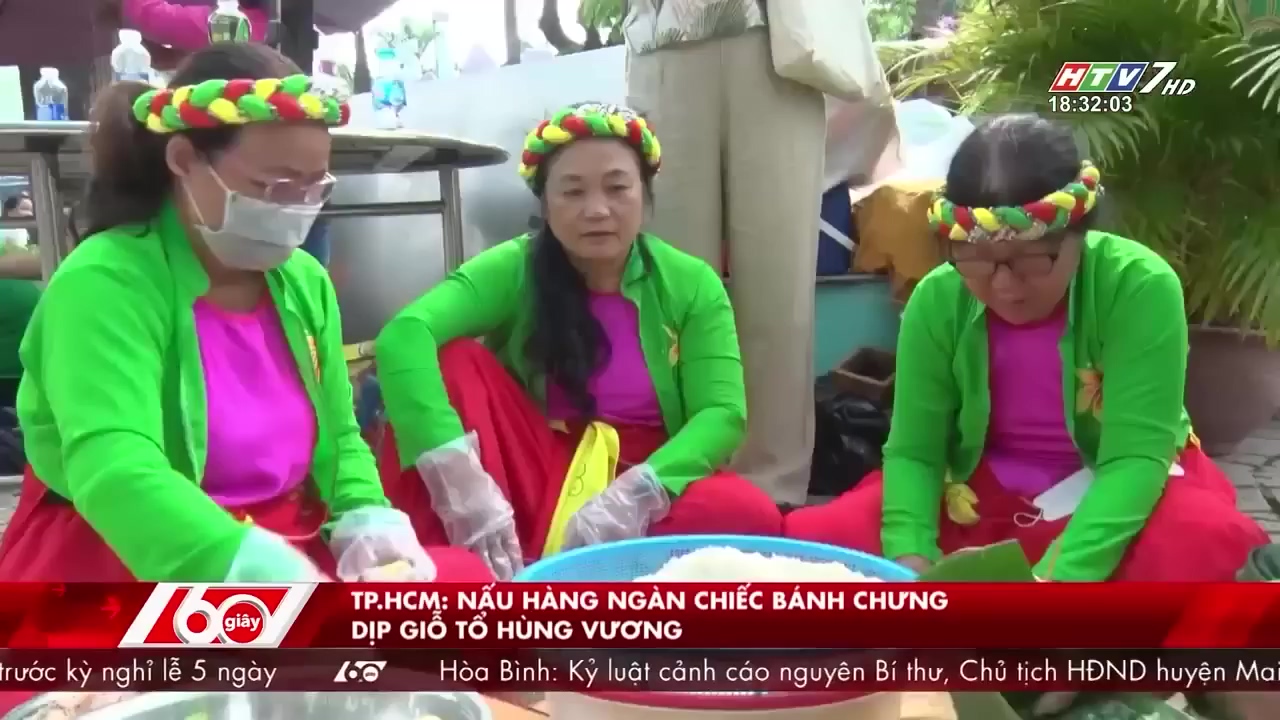 HTV7 HD
18:32:03
60 giây
TP.HCM: NẤU HÀNG NGÀN CHIẾC BÁNH CHƯNG
DỊP GIỖ TỔ HÙNG VƯƠNG
trước kỳ nghỉ lễ 5 ngày 60 giây Hòa Bình: Kỷ luật cảnh cáo nguyên Bí thư, Chủ tịch HĐND huyện Mai